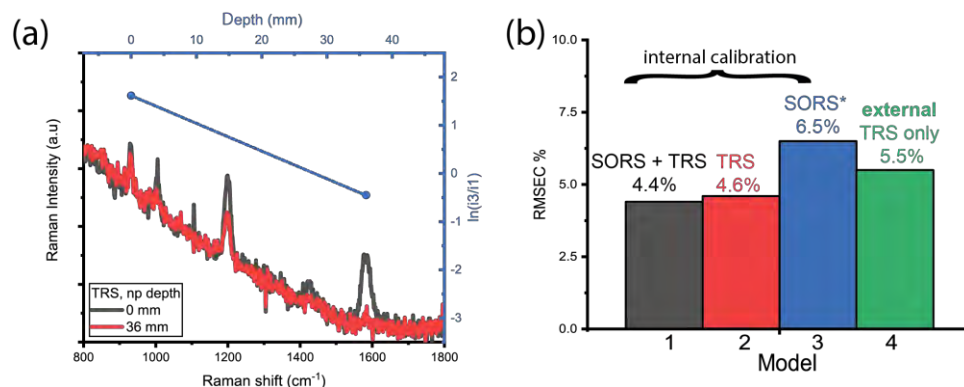 (a)
Depth (mm)
0 10 20 30 40 50
Raman Intensity (a.u)
2
1
0
-1
-2
-3
ln(i3/i1)
TRS, np depth
0 mm
36 mm
800 1000 1200 1400 1600 1800
Raman shift (cm-1)
(b)
10.0
7.5
5.0
2.5
0.0
RMSEC %
internal calibration
SORS*
6.5%
external
TRS only
5.5%
SORS + TRS
4.4%
TRS
4.6%
1 2 3 4
Model